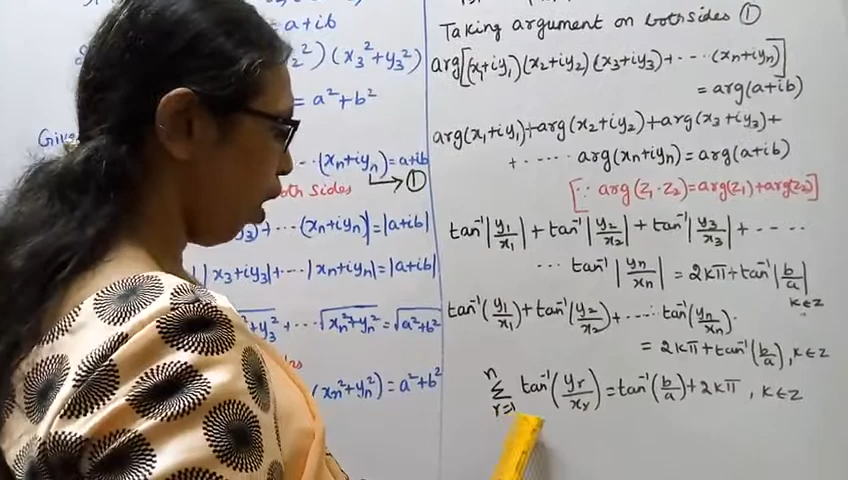 = a+ib
(x₃²+y₃²)
= a²+b²
...(xₙ+iyₙ)=a+ib
→①
Sides
+...(xₙ+iyₙ)|=|a+ib|
|x₃+iy₃|+...|xₙ+iyₙ|=|a+ib|
+...√xₙ²+yₙ²=√a²+b²
(xₙ²+yₙ²)=a²+b²
Taking argument on both sides ①
arg[(x₁+iy₁)(x₂+iy₂)(x₃+iy₃)+...(xₙ+iyₙ)]
= arg(a+ib)
arg(x₁+iy₁)+arg(x₂+iy₂)+arg(x₃+iy₃)+
+...... arg(xₙ+iyₙ)=arg(a+ib)
[∵ arg(z₁·z₂)=arg(z₁)+arg(z₂)]
tan⁻¹|y₁/x₁|+tan⁻¹|y₂/x₂|+tan⁻¹|y₃/x₃|+....
... tan⁻¹|yₙ/xₙ| = 2kπ+tan⁻¹|b/a|
k∈z
tan⁻¹(y₁/x₁)+tan⁻¹(y₂/x₂)+.....tan⁻¹(yₙ/xₙ).
= 2kπ+tan⁻¹(b/a), k∈z
ⁿΣᵣ₌₁ tan⁻¹(yᵣ/xᵣ)=tan⁻¹(b/a)+2kπ, k∈z